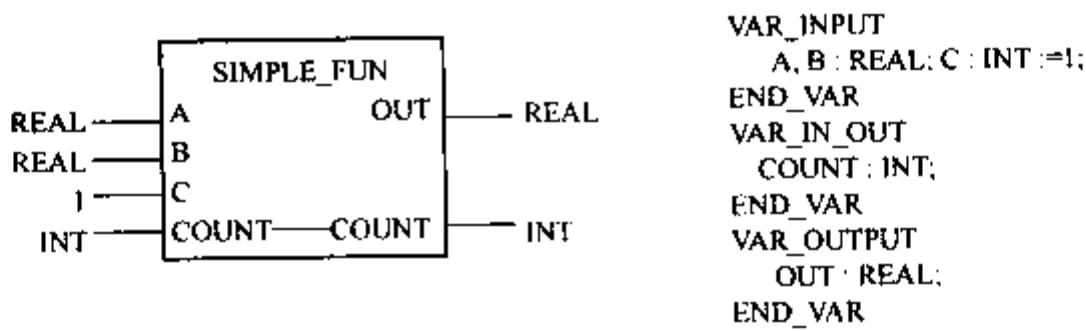 SIMPLE_FUN
REAL A OUT REAL
REAL B
1 C
INT COUNT COUNT INT
VAR_INPUT
A, B : REAL; C : INT :=1;
END_VAR
VAR_IN_OUT
COUNT : INT;
END_VAR
VAR_OUTPUT
OUT : REAL;
END_VAR